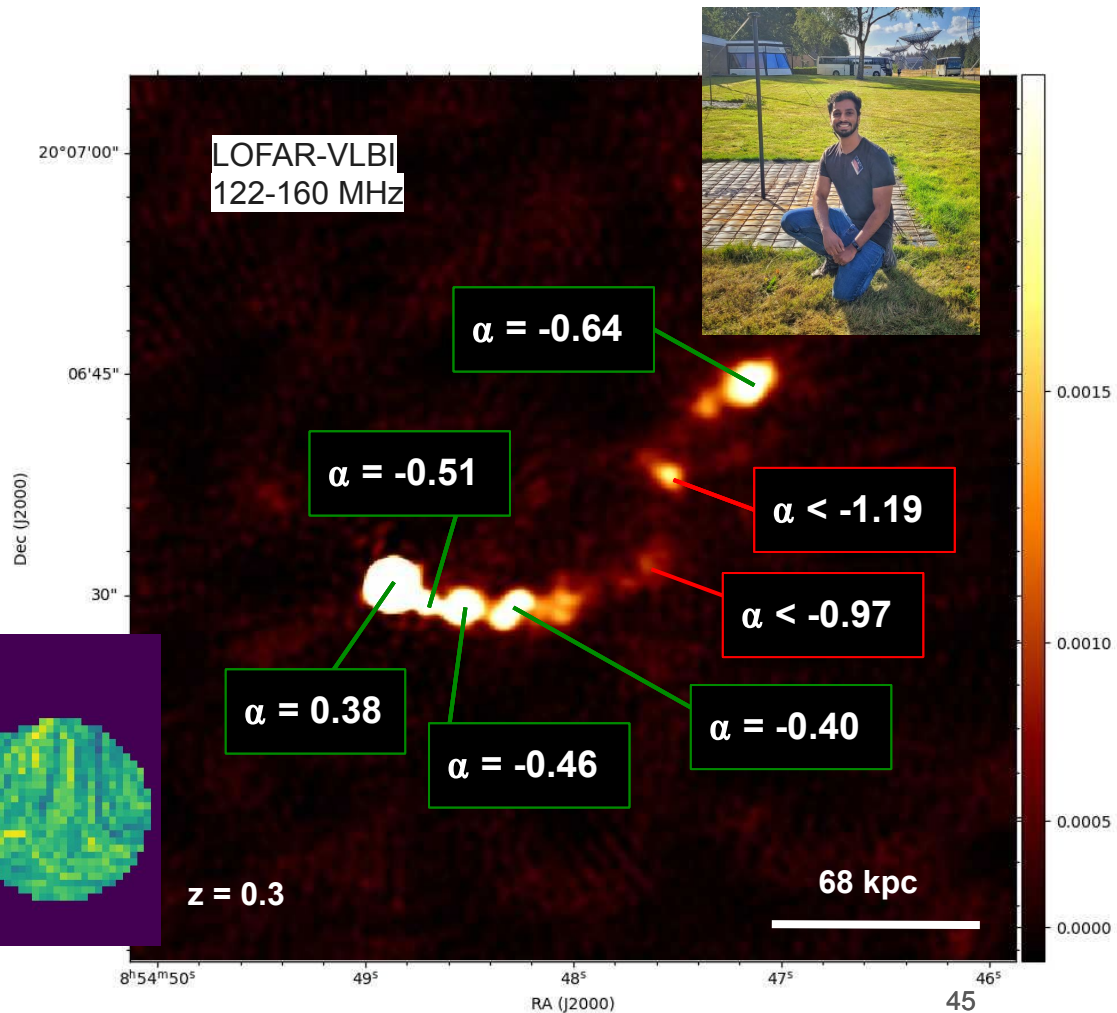 LOFAR-VLBI
122-160 MHz
α = -0.64
α = -0.51
α < -1.19
α < -0.97
α = 0.38
α = -0.40
α = -0.46
z = 0.3
68 kpc
20°07'00"
06'45"
30"
Dec (J2000)
8ʰ54ᵐ50ˢ
49ˢ
48ˢ
47ˢ
46ˢ
RA (J2000)
0.0015
0.0010
0.0005
0.0000
45